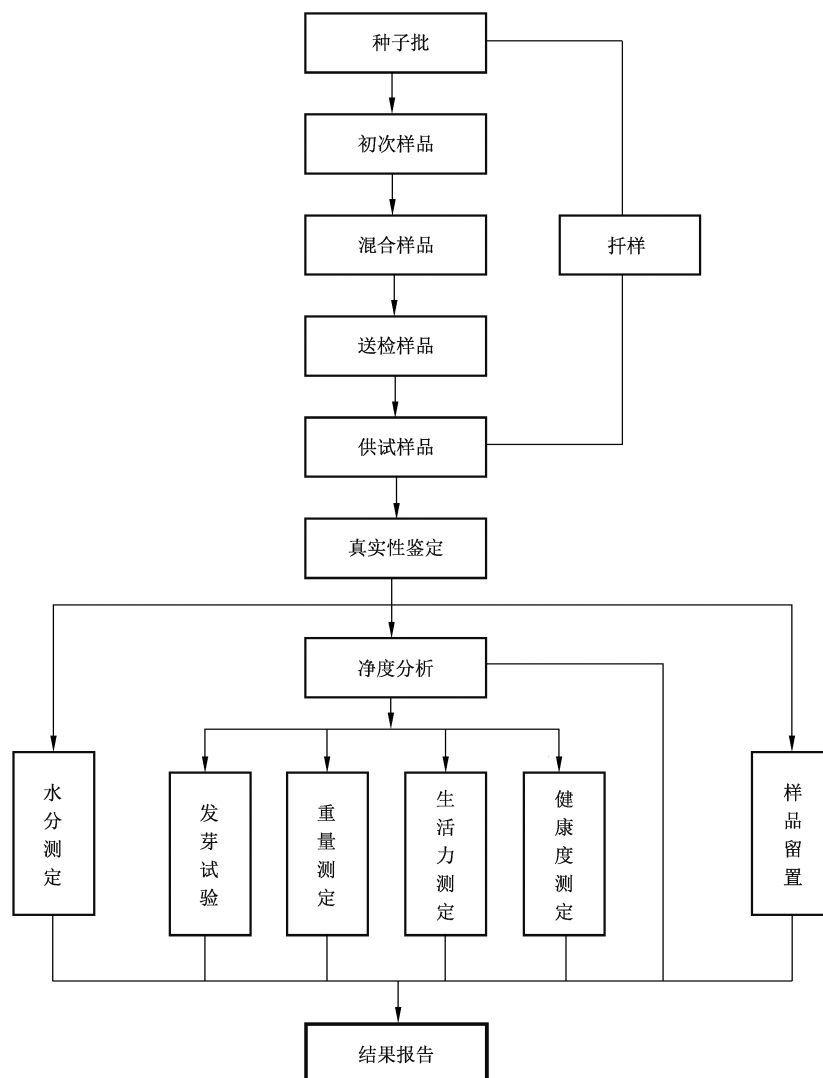 种子批
初次样品
混合样品
扦样
送检样品
供试样品
真实性鉴定
净度分析
水分测定
发芽试验
重量测定
生活力测定
健康度测定
样品留置
结果报告